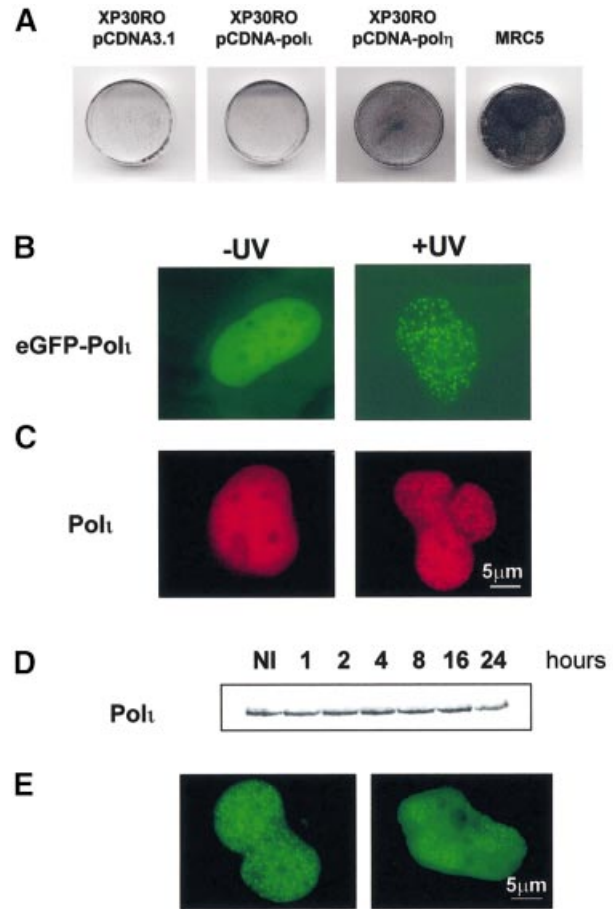 A
XP30RO pCDNA3.1
XP30RO pCDNA-polι
XP30RO pCDNA-polη
MRC5
B
-UV +UV
eGFP-Polι
C
Polι
5μm
D
NI 1 2 4 8 16 24 hours
Polι
E
5μm